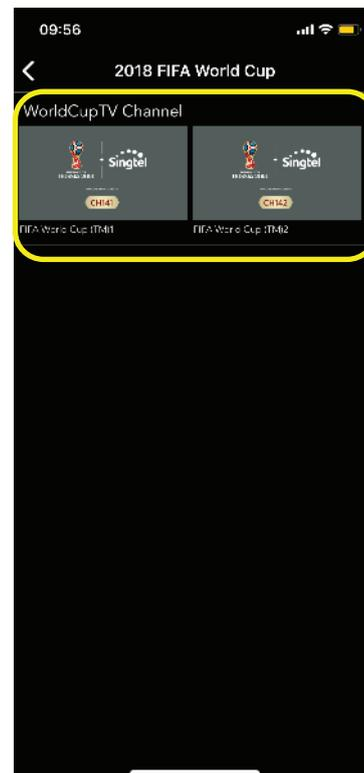 09:56
2018 FIFA World Cup
WorldCupTV Channel
Singtel
CH141
Singtel
CH142
FIFA World Cup (TM)1
FIFA World Cup (TM)2